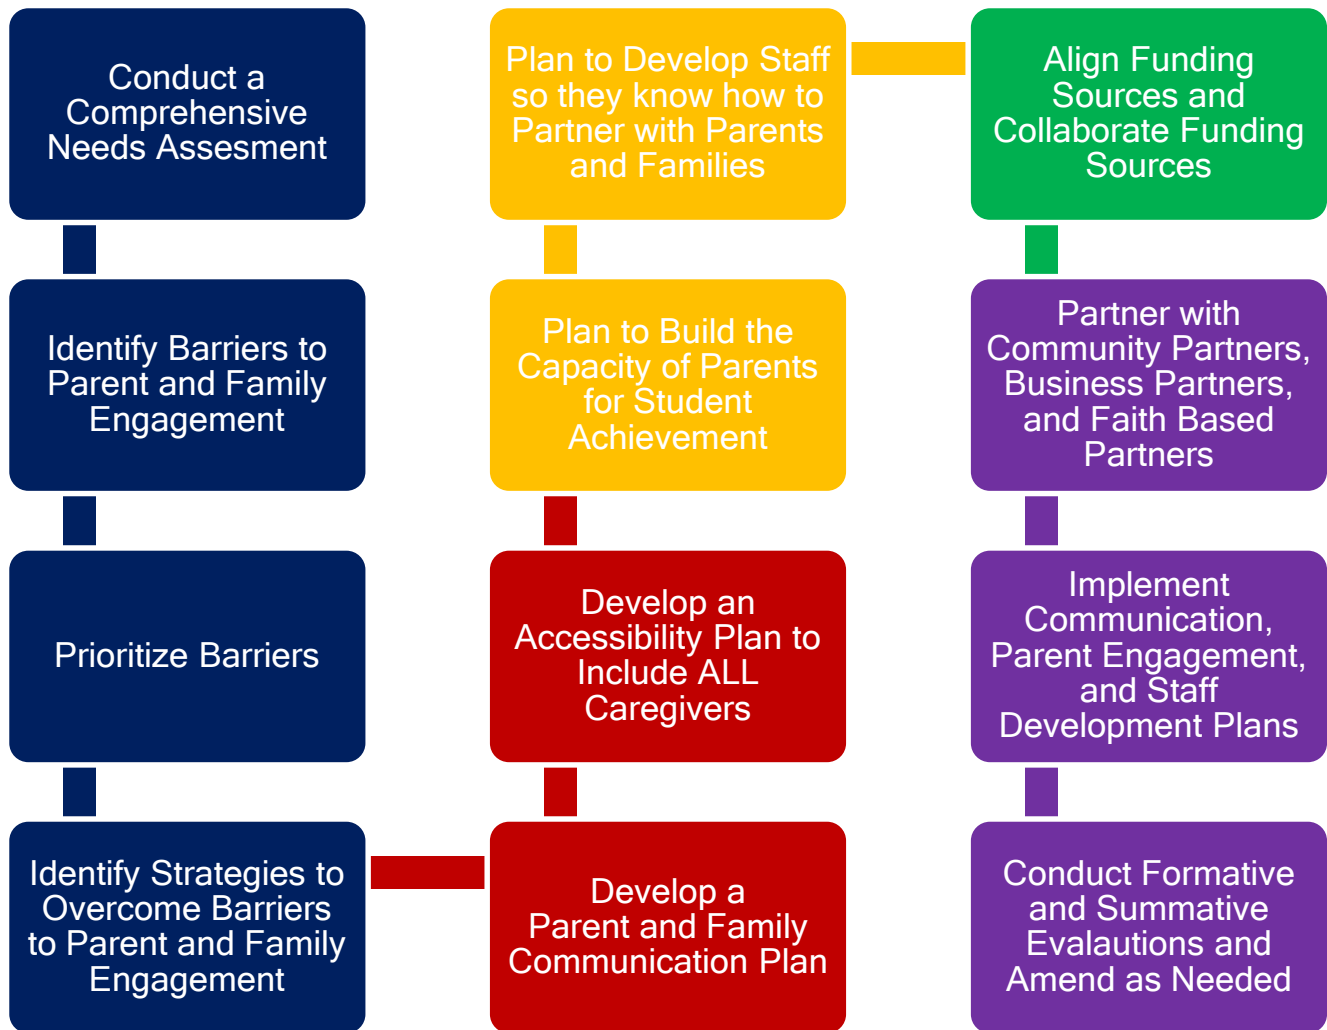 Conduct a
Comprehensive
Needs Assesment
Identify Barriers to
Parent and Family
Engagement
Prioritize Barriers
Identify Strategies to
Overcome Barriers
to Parent and Family
Engagement
Develop a
Parent and Family
Communication Plan
Develop an
Accessibility Plan to
Include ALL
Caregivers
Plan to Build the
Capacity of Parents
for Student
Achievement
Plan to Develop Staff
so they know how to
Partner with Parents
and Families
Align Funding
Sources and
Collaborate Funding
Sources
Partner with
Community Partners,
Business Partners,
and Faith Based
Partners
Implement
Communication,
Parent Engagement,
and Staff
Development Plans
Conduct Formative
and Summative
Evalautions and
Amend as Needed